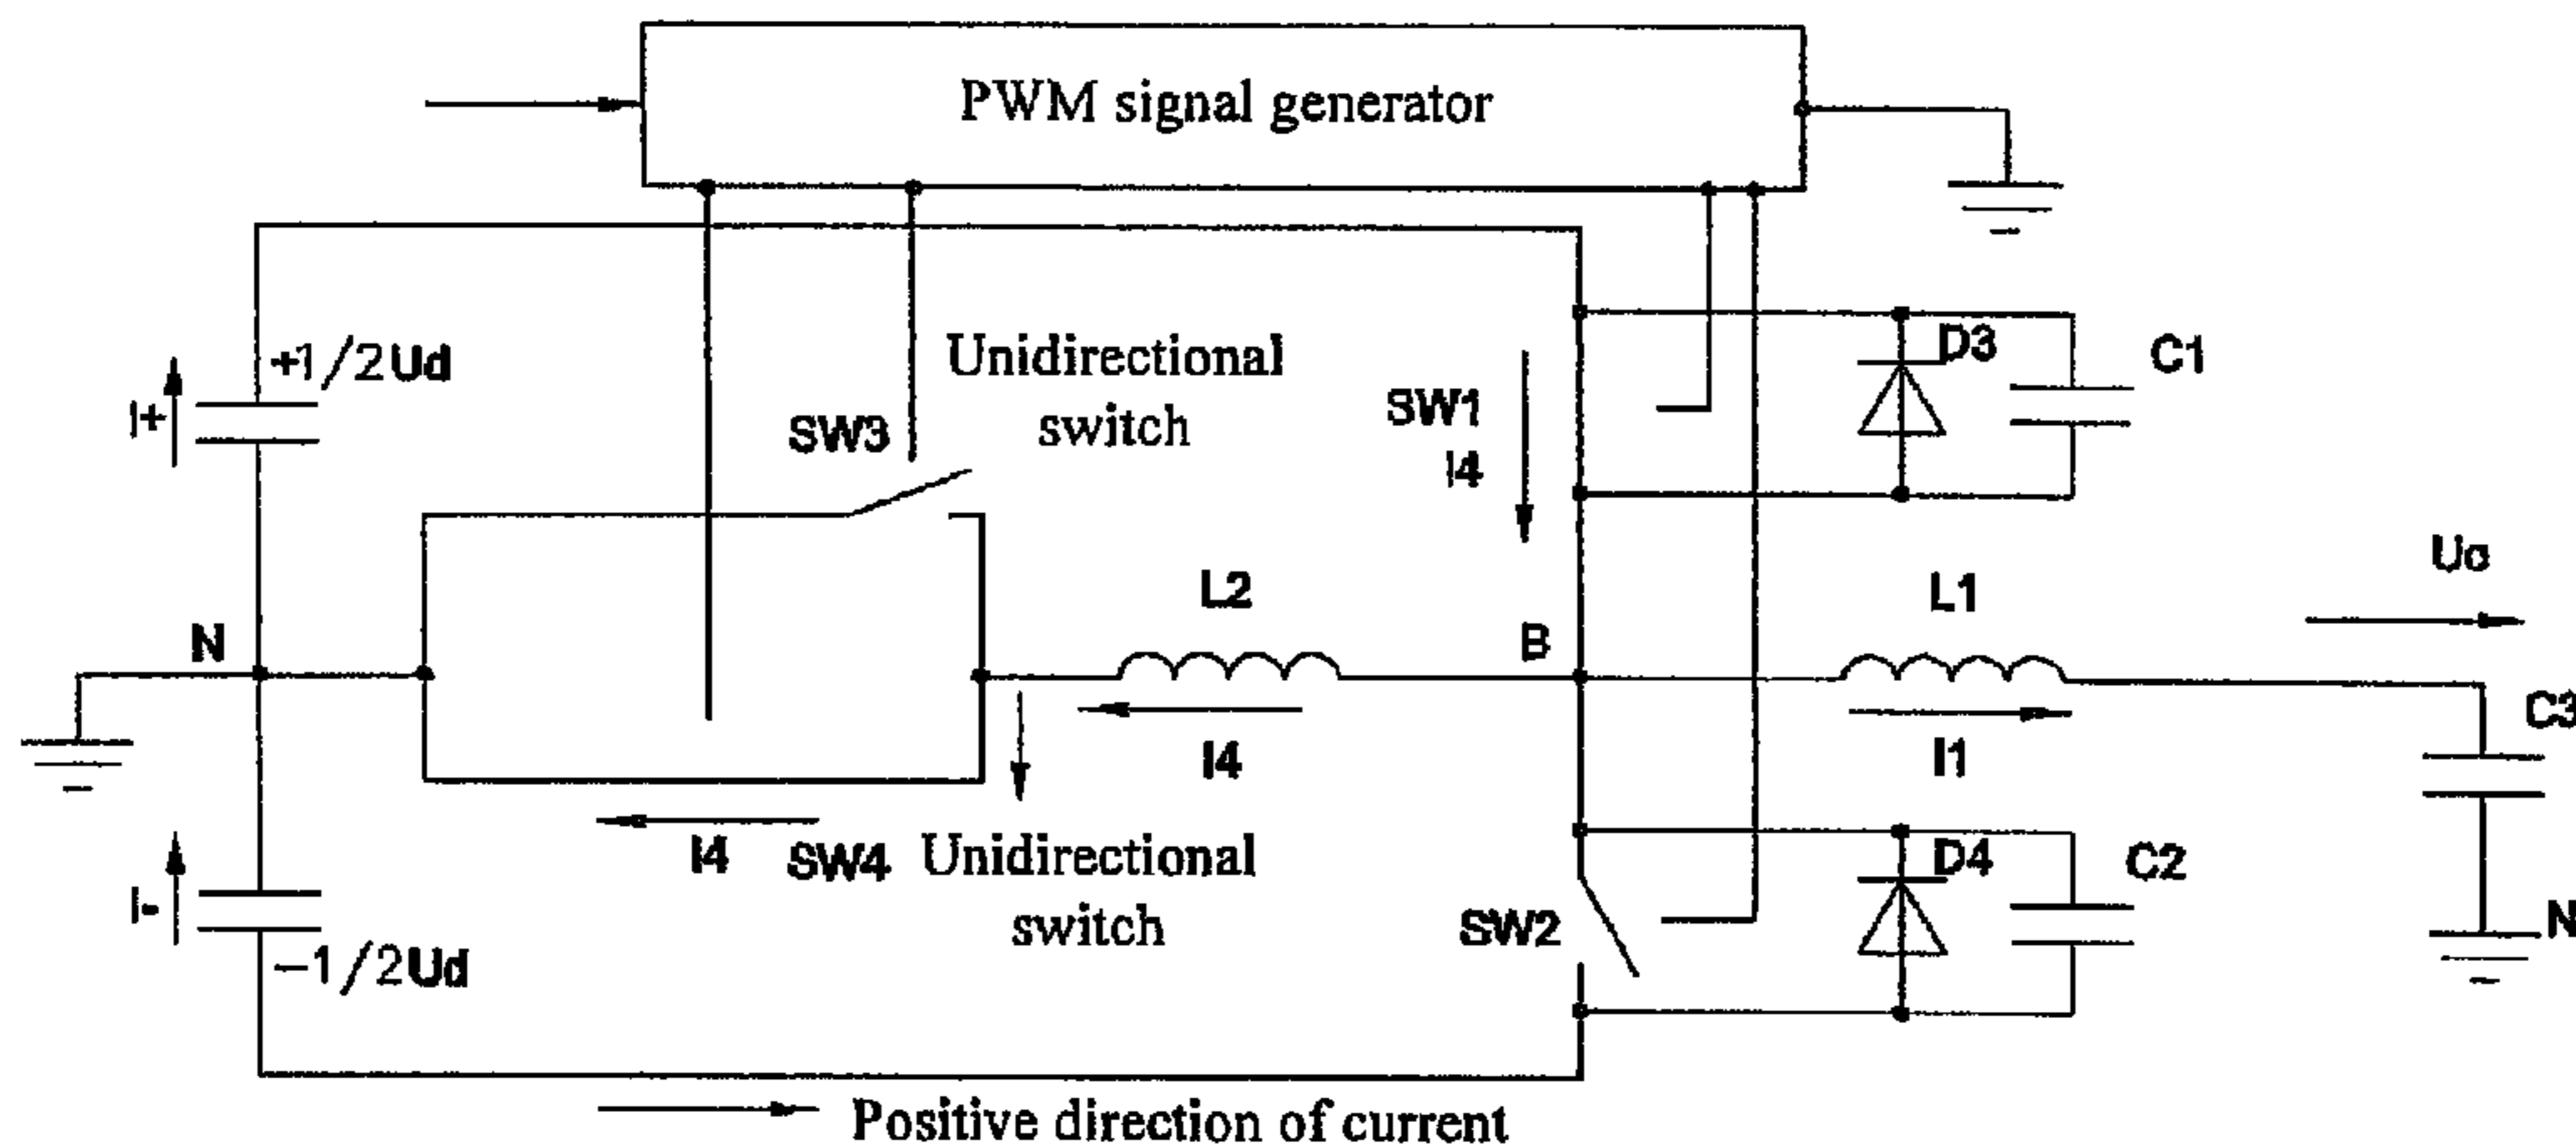 PWM signal generator
+1/2Ud
I+
Unidirectional
switch
SW3
SW1
I4
D3
C1
Uo
N
L2
B
L1
I4
I1
C3
I4
SW4
Unidirectional
switch
I-
-1/2Ud
SW2
D4
C2
N
Positive direction of current